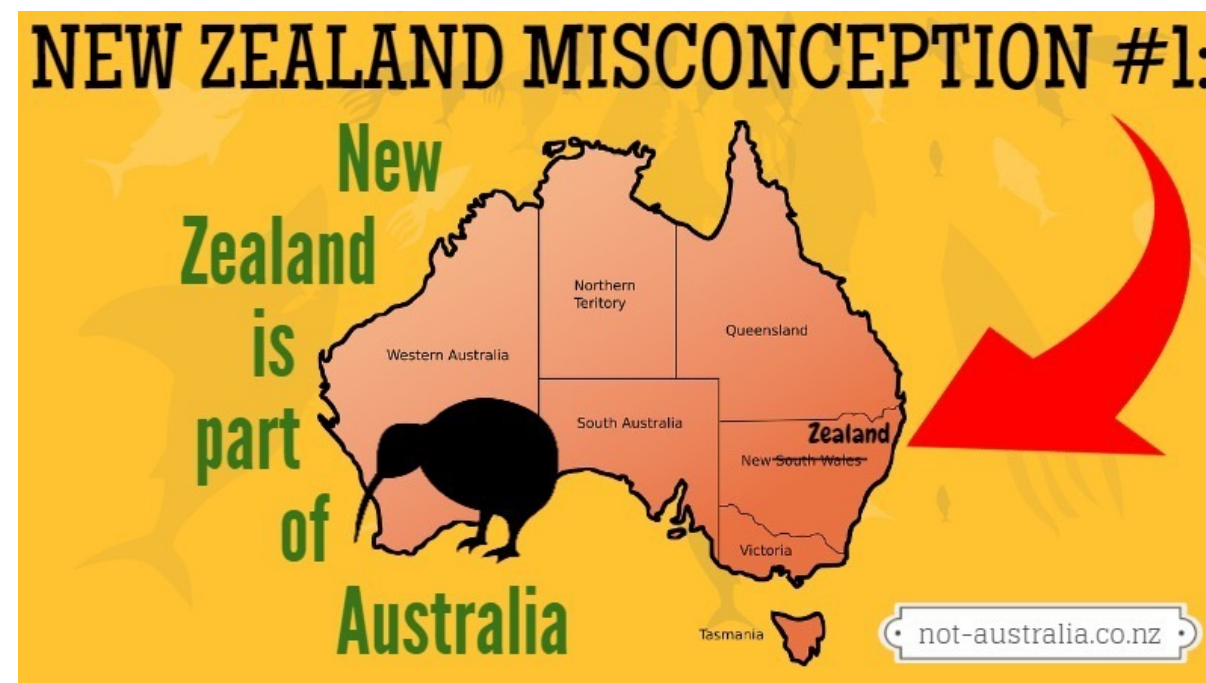 NEW ZEALAND MISCONCEPTION #1:
New
Zealand
is
part
of
Australia
Northern
Teritory
Queensland
Western Australia
South Australia
Zealand
New South Wales
Victoria
Tasmania
not-australia.co.nz